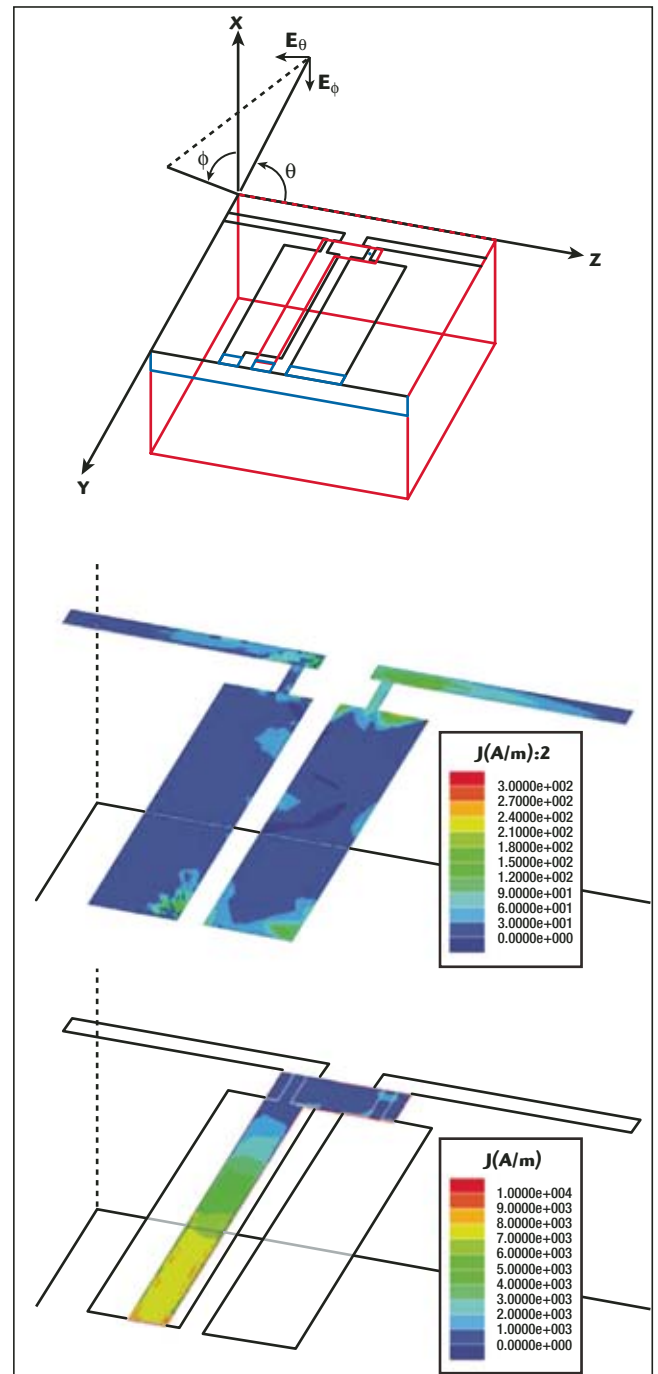 X
Eθ
Eϕ
ϕ
θ
Z
Y
J(A/m):2
3.0000e+002
2.7000e+002
2.4000e+002
2.1000e+002
1.8000e+002
1.5000e+002
1.2000e+002
9.0000e+001
6.0000e+001
3.0000e+001
0.0000e+000
J(A/m)
1.0000e+004
9.0000e+003
8.0000e+003
7.0000e+003
6.0000e+003
5.0000e+003
4.0000e+003
3.0000e+003
2.0000e+003
1.0000e+003
0.0000e+000